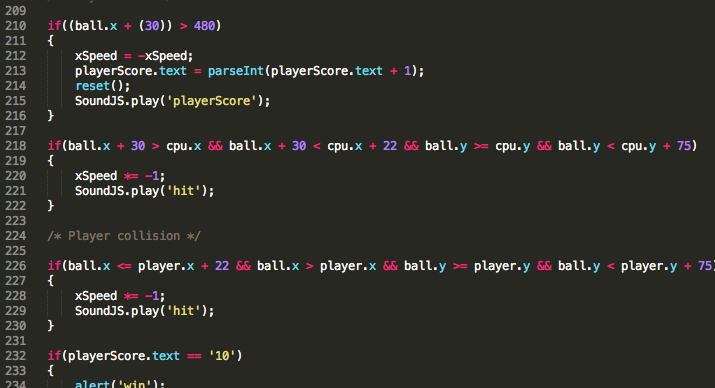 209
210 if((ball.x + (30)) > 480)
211 {
212 xSpeed = -xSpeed;
213 playerScore.text = parseInt(playerScore.text + 1);
214 reset();
215 SoundJS.play('playerScore');
216 }
217
218 if(ball.x + 30 > cpu.x && ball.x + 30 < cpu.x + 22 && ball.y >= cpu.y && ball.y < cpu.y + 75)
219 {
220 xSpeed *= -1;
221 SoundJS.play('hit');
222 }
223
224 /* Player collision */
225
226 if(ball.x <= player.x + 22 && ball.x > player.x && ball.y >= player.y && ball.y < player.y + 75)
227 {
228 xSpeed *= -1;
229 SoundJS.play('hit');
230 }
231
232 if(playerScore.text == '10')
233 {
234 alert('win');